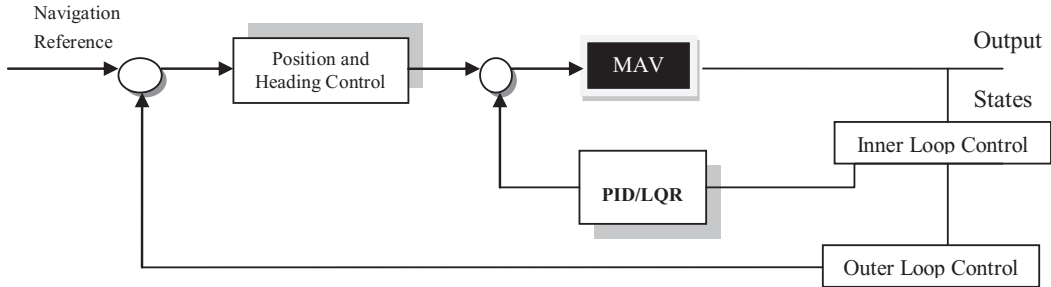 Navigation
Reference
Position and
Heading Control
MAV
Output
States
Inner Loop Control
PID/LQR
Outer Loop Control